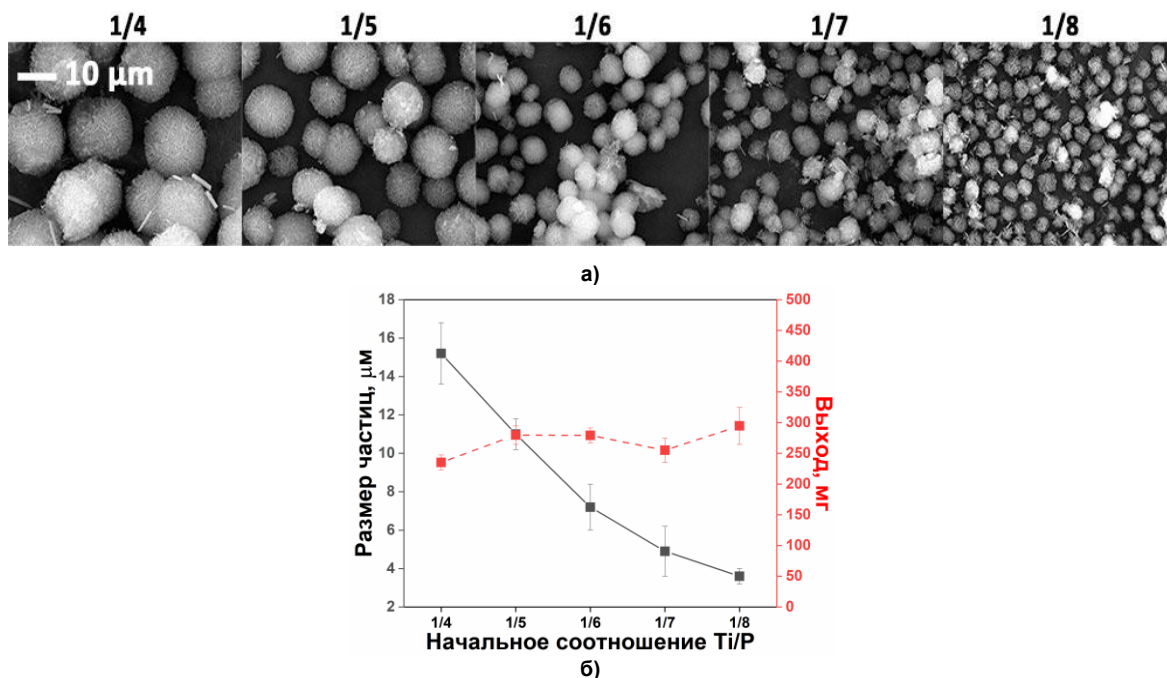 1/4 1/5 1/6 1/7 1/8
10 μm
а)
18 500
16 450
14 400
12 350
10 300
8 250
6 200
4 150
2 100
50
0
Размер частиц, μм
Выход, мг
1/4 1/5 1/6 1/7 1/8
Начальное соотношение Ti/P
б)